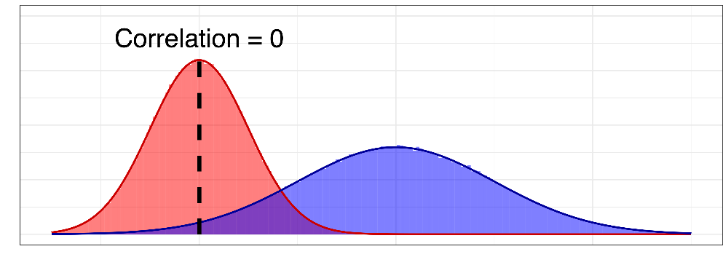 Correlation = 0